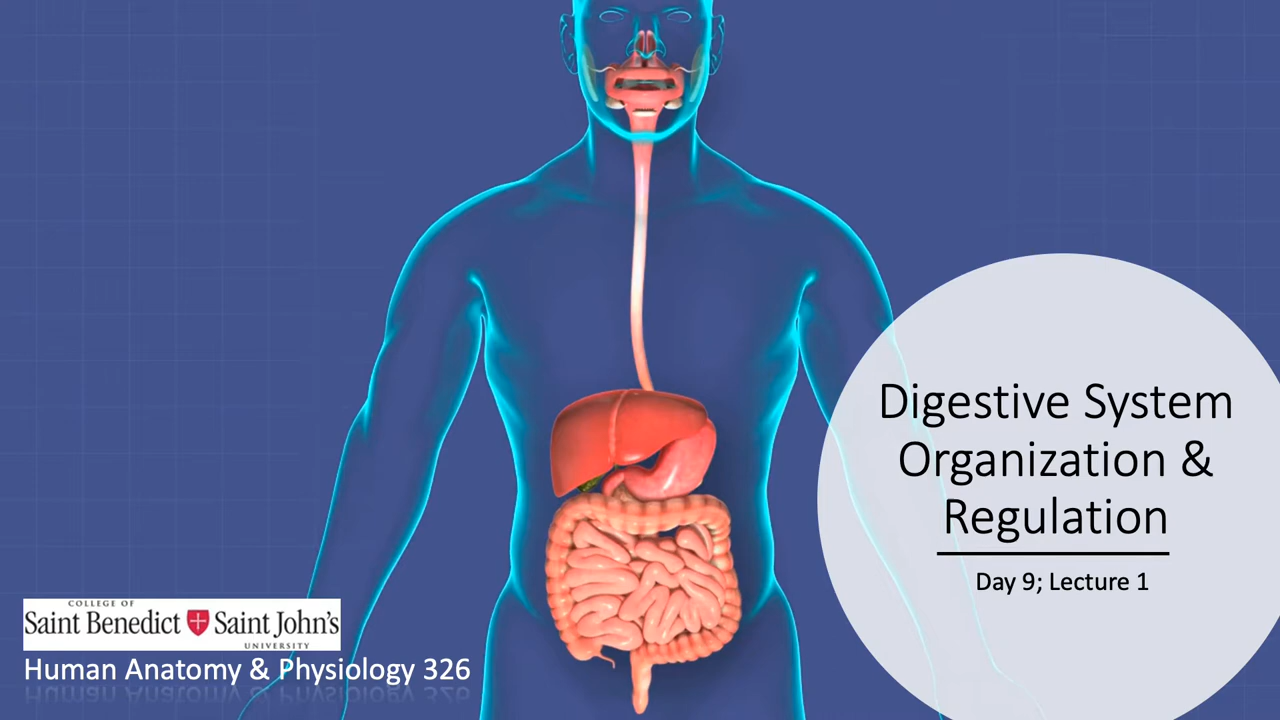 Digestive System
Organization &
Regulation
Day 9; Lecture 1
COLLEGE OF
Saint Benedict Saint John's
UNIVERSITY
Human Anatomy & Physiology 326